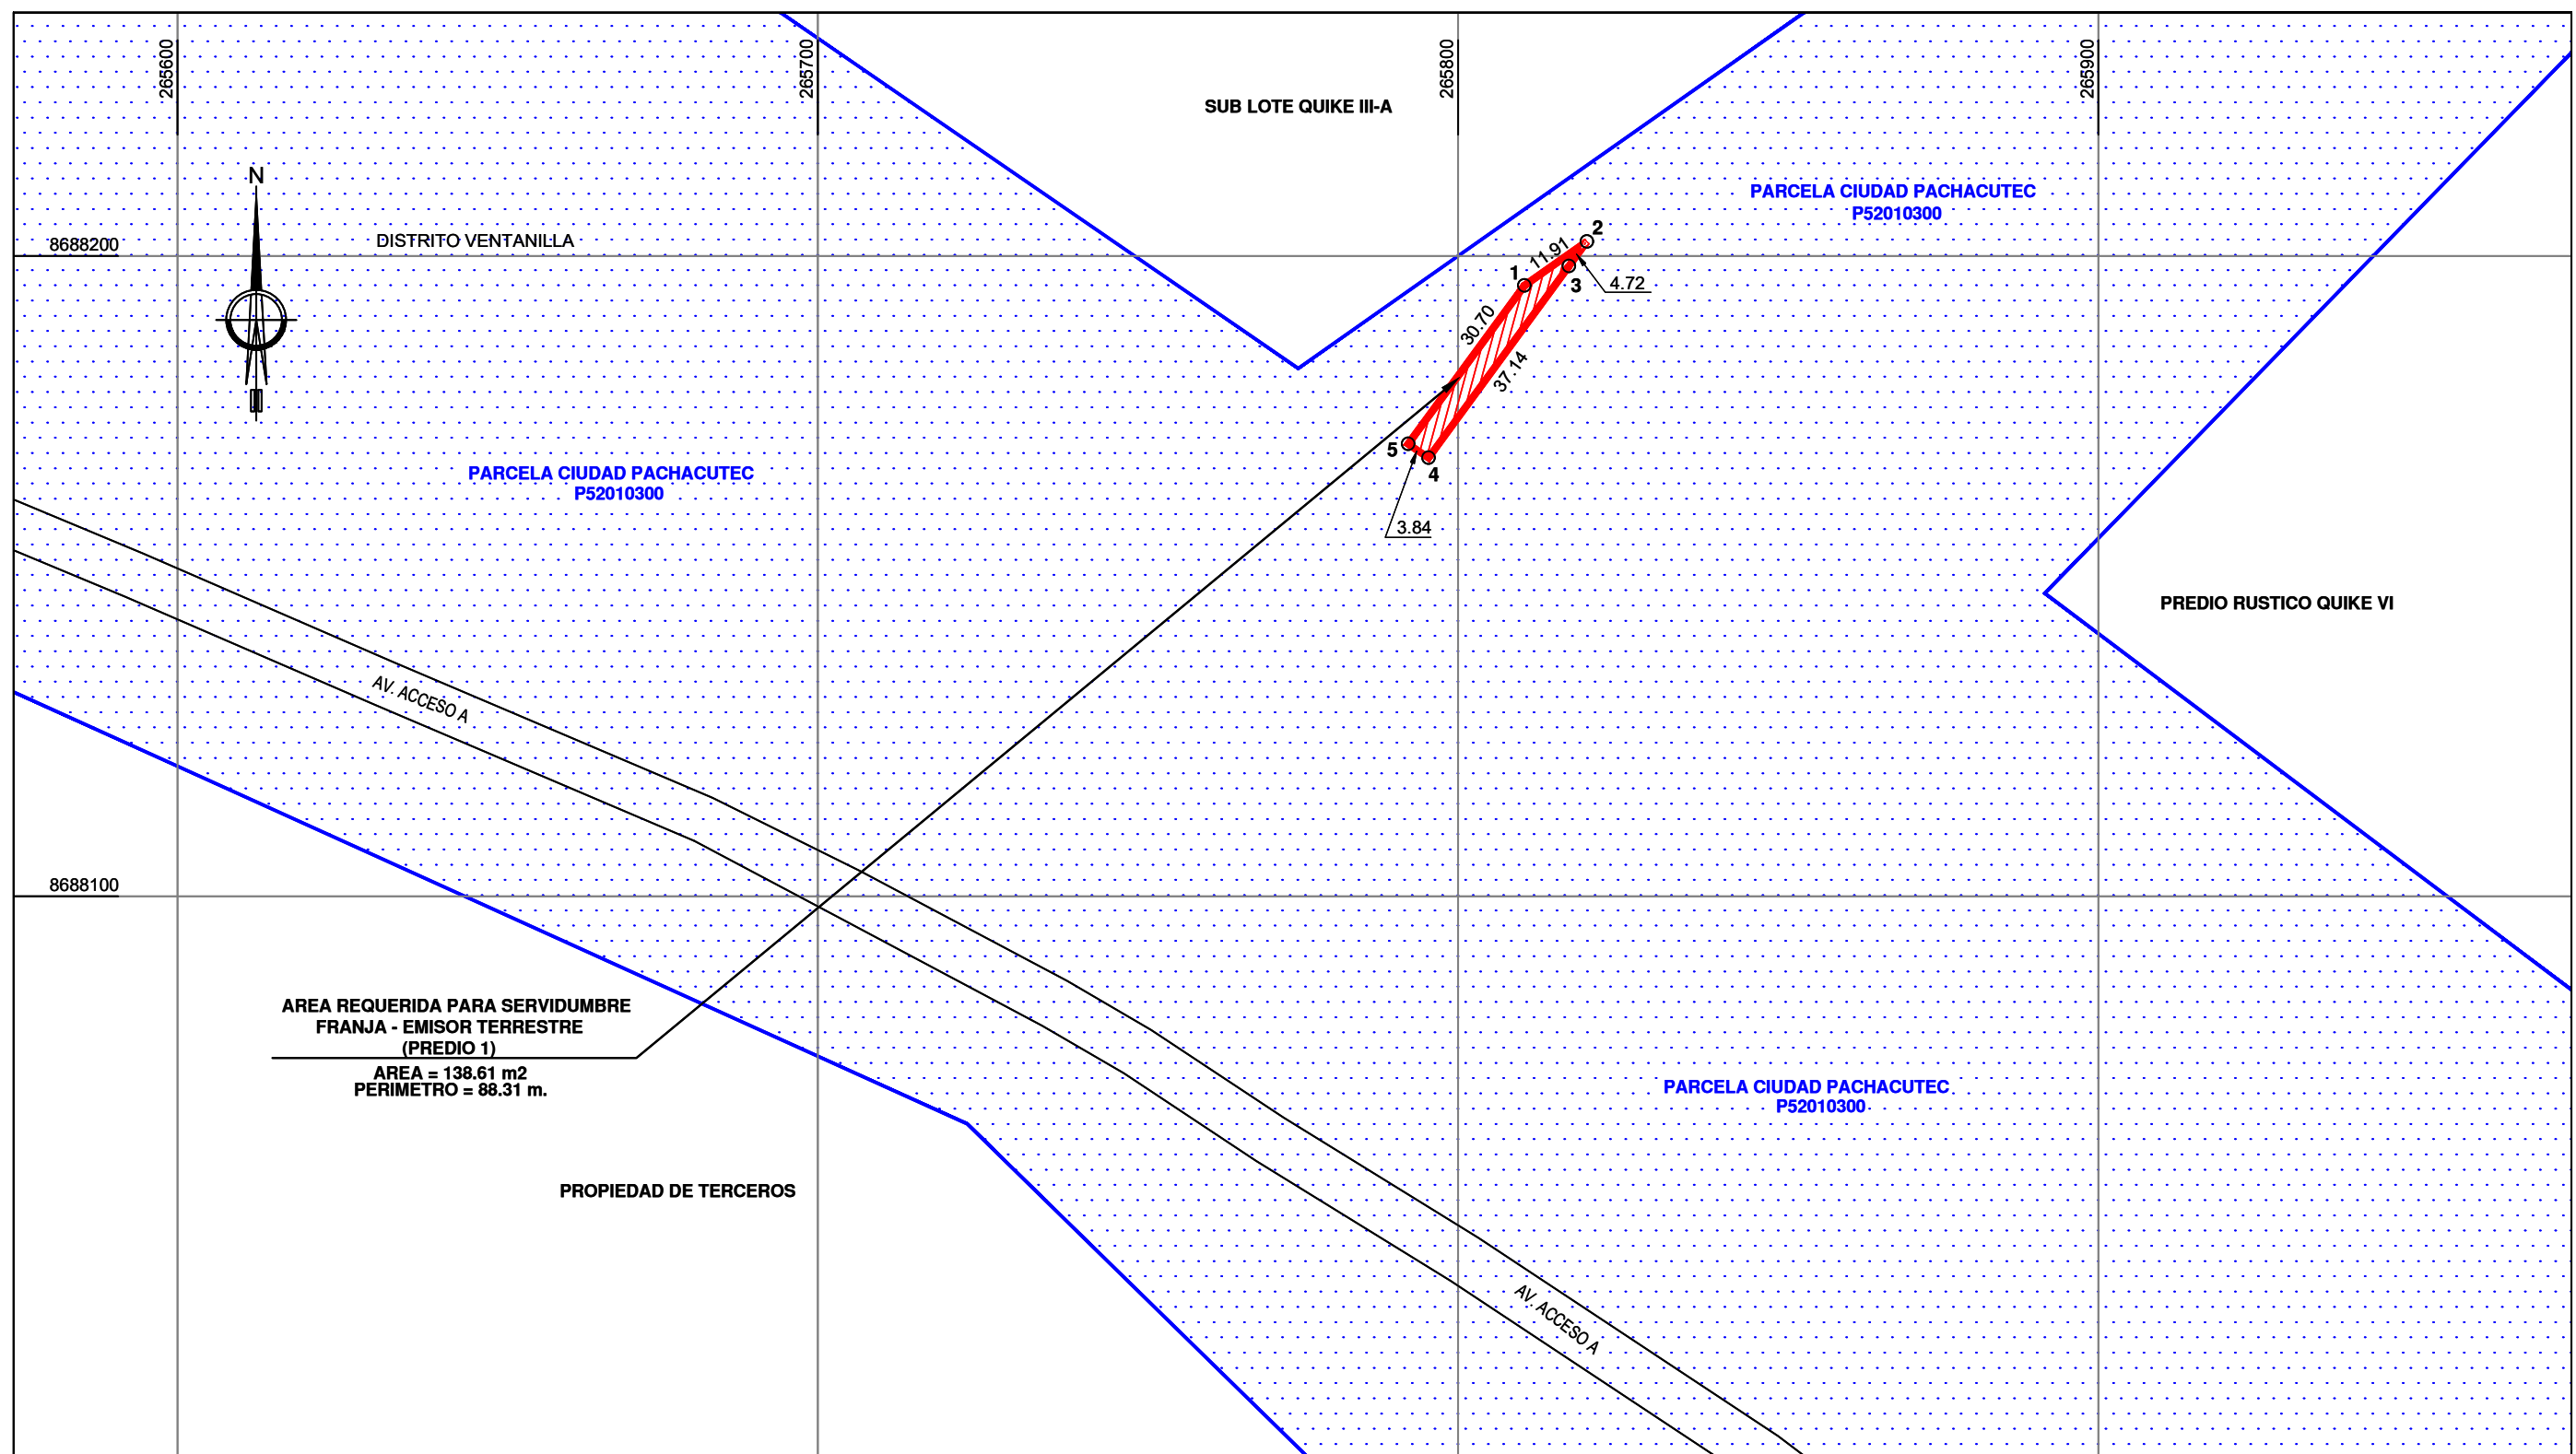 265600
265700
265800
265900
SUB LOTE QUIKE III-A
N
PARCELA CIUDAD PACHACUTEC
P52010300
8688200
DISTRITO VENTANILLA
1
11.91
2
3
4.72
30.70
37.14
5
4
3.84
PARCELA CIUDAD PACHACUTEC
P52010300
PREDIO RUSTICO QUIKE VI
AV. ACCESO A
8688100
AREA REQUERIDA PARA SERVIDUMBRE
FRANJA - EMISOR TERRESTRE
(PREDIO 1)
AREA = 138.61 m2
PERIMETRO = 88.31 m.
PARCELA CIUDAD PACHACUTEC
P52010300
PROPIEDAD DE TERCEROS
AV. ACCESO A